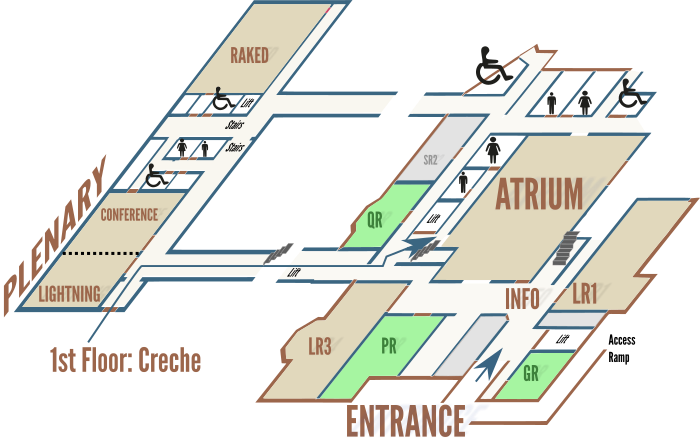 RAKED
Lift
Stairs
Stairs
SR2
PLENARY
CONFERENCE
ATRIUM
QR
Lift
Lift
LIGHTNING
INFO
LR1
1st Floor: Creche
LR3
PR
Lift
Access
Ramp
GR
ENTRANCE